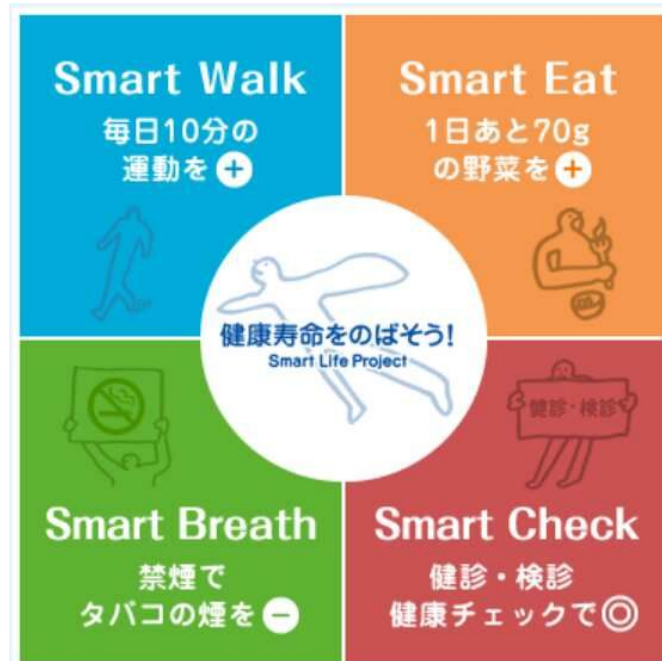 Smart Walk
毎日10分の
運動を＋
Smart Eat
1日あと70g
の野菜を＋
健康寿命をのばそう!
Smart Life Project
健診・検診
Smart Breath
禁煙で
タバコの煙を－
Smart Check
健診・検診
健康チェックで◎